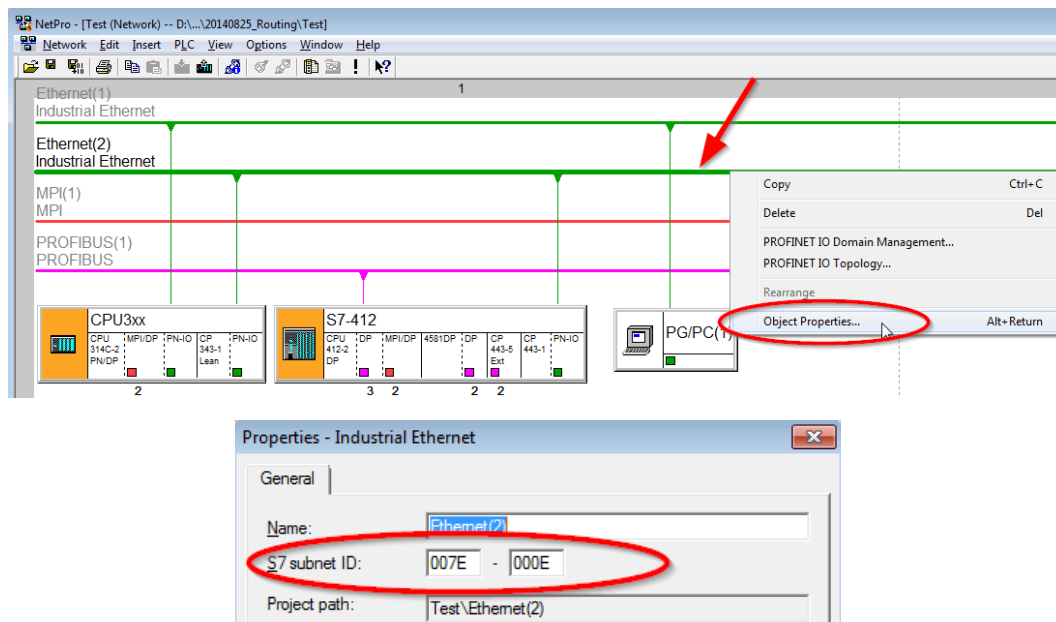 NetPro - [Test (Network) -- D:\...\20140825_Routing\Test]
Network Edit Insert PLC View Options Window Help
1
Ethernet(1)
Industrial Ethernet
Ethernet(2)
Industrial Ethernet
MPI(1)
MPI
PROFIBUS(1)
PROFIBUS
Copy Ctrl+C
Delete Del
PROFINET IO Domain Management...
PROFINET IO Topology...
Rearrange
Object Properties... Alt+Return
CPU3xx
CPU 314C-2 PN/DP
MPI/DP
PN-IO
CP 343-1 Lean
PN-IO
2
S7-412
CPU 412-2 DP
DP
MPI/DP
4581DP
DP
CP 443-5 Ext
CP 443-1
PN-IO
3 2 2 2
PG/PC(1)
Properties - Industrial Ethernet
General
Name: Ethernet(2)
S7 subnet ID: 007E - 000E
Project path: Test\Ethernet(2)